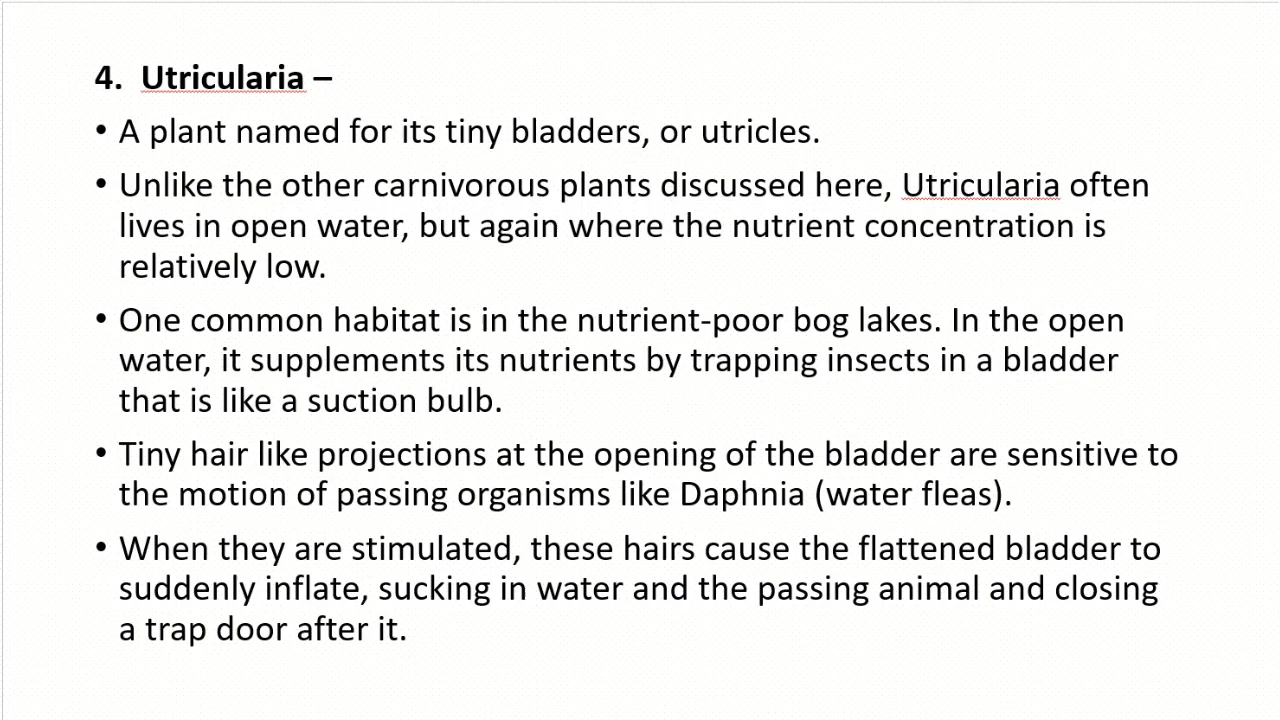 4. Utricularia –
• A plant named for its tiny bladders, or utricles.
• Unlike the other carnivorous plants discussed here, Utricularia often
lives in open water, but again where the nutrient concentration is
relatively low.
• One common habitat is in the nutrient-poor bog lakes. In the open
water, it supplements its nutrients by trapping insects in a bladder
that is like a suction bulb.
• Tiny hair like projections at the opening of the bladder are sensitive to
the motion of passing organisms like Daphnia (water fleas).
• When they are stimulated, these hairs cause the flattened bladder to
suddenly inflate, sucking in water and the passing animal and closing
a trap door after it.